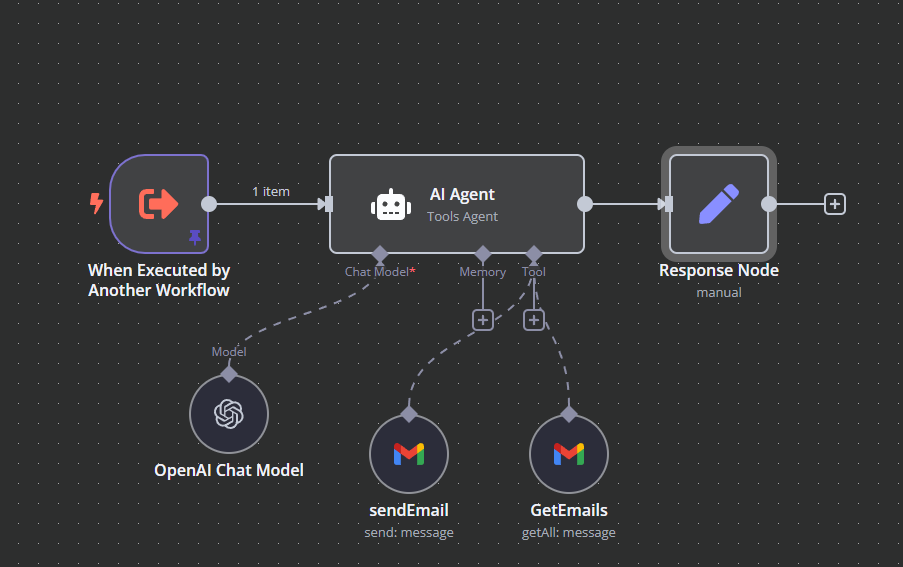 1 item
AI Agent
Tools Agent
When Executed by
Another Workflow
Chat Model*
Memory
Tool
Response Node
manual
Model
OpenAI Chat Model
sendEmail
send: message
GetEmails
getAll: message